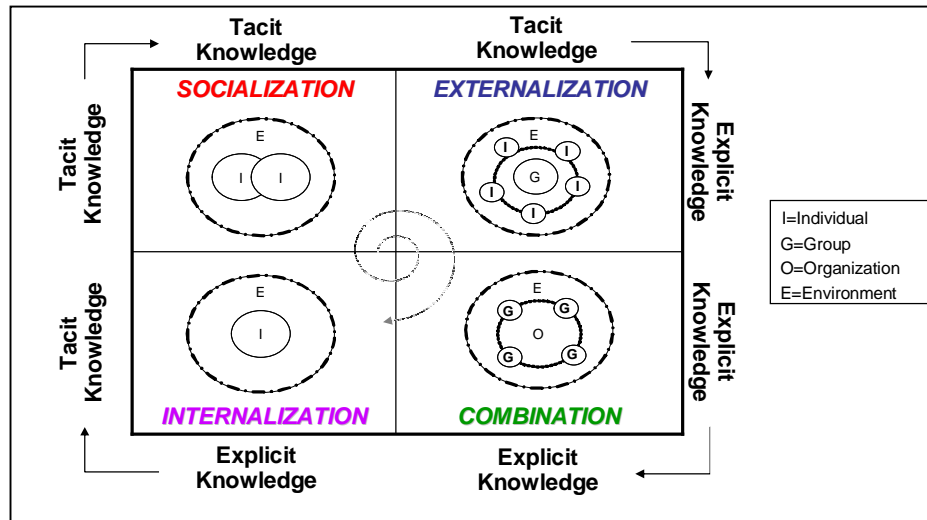 Tacit
Knowledge
Tacit
Knowledge
Tacit
Knowledge
SOCIALIZATION
E
I I
EXTERNALIZATION
E
I I
G
I I
I
Explicit
Knowledge
I=Individual
G=Group
O=Organization
E=Environment
Tacit
Knowledge
E
I
INTERNALIZATION
E
G G
O
G G
COMBINATION
Explicit
Knowledge
Explicit
Knowledge
Explicit
Knowledge